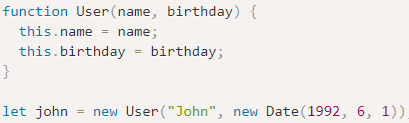 function User(name, birthday) {
  this.name = name;
  this.birthday = birthday;
}

let john = new User("John", new Date(1992, 6, 1))